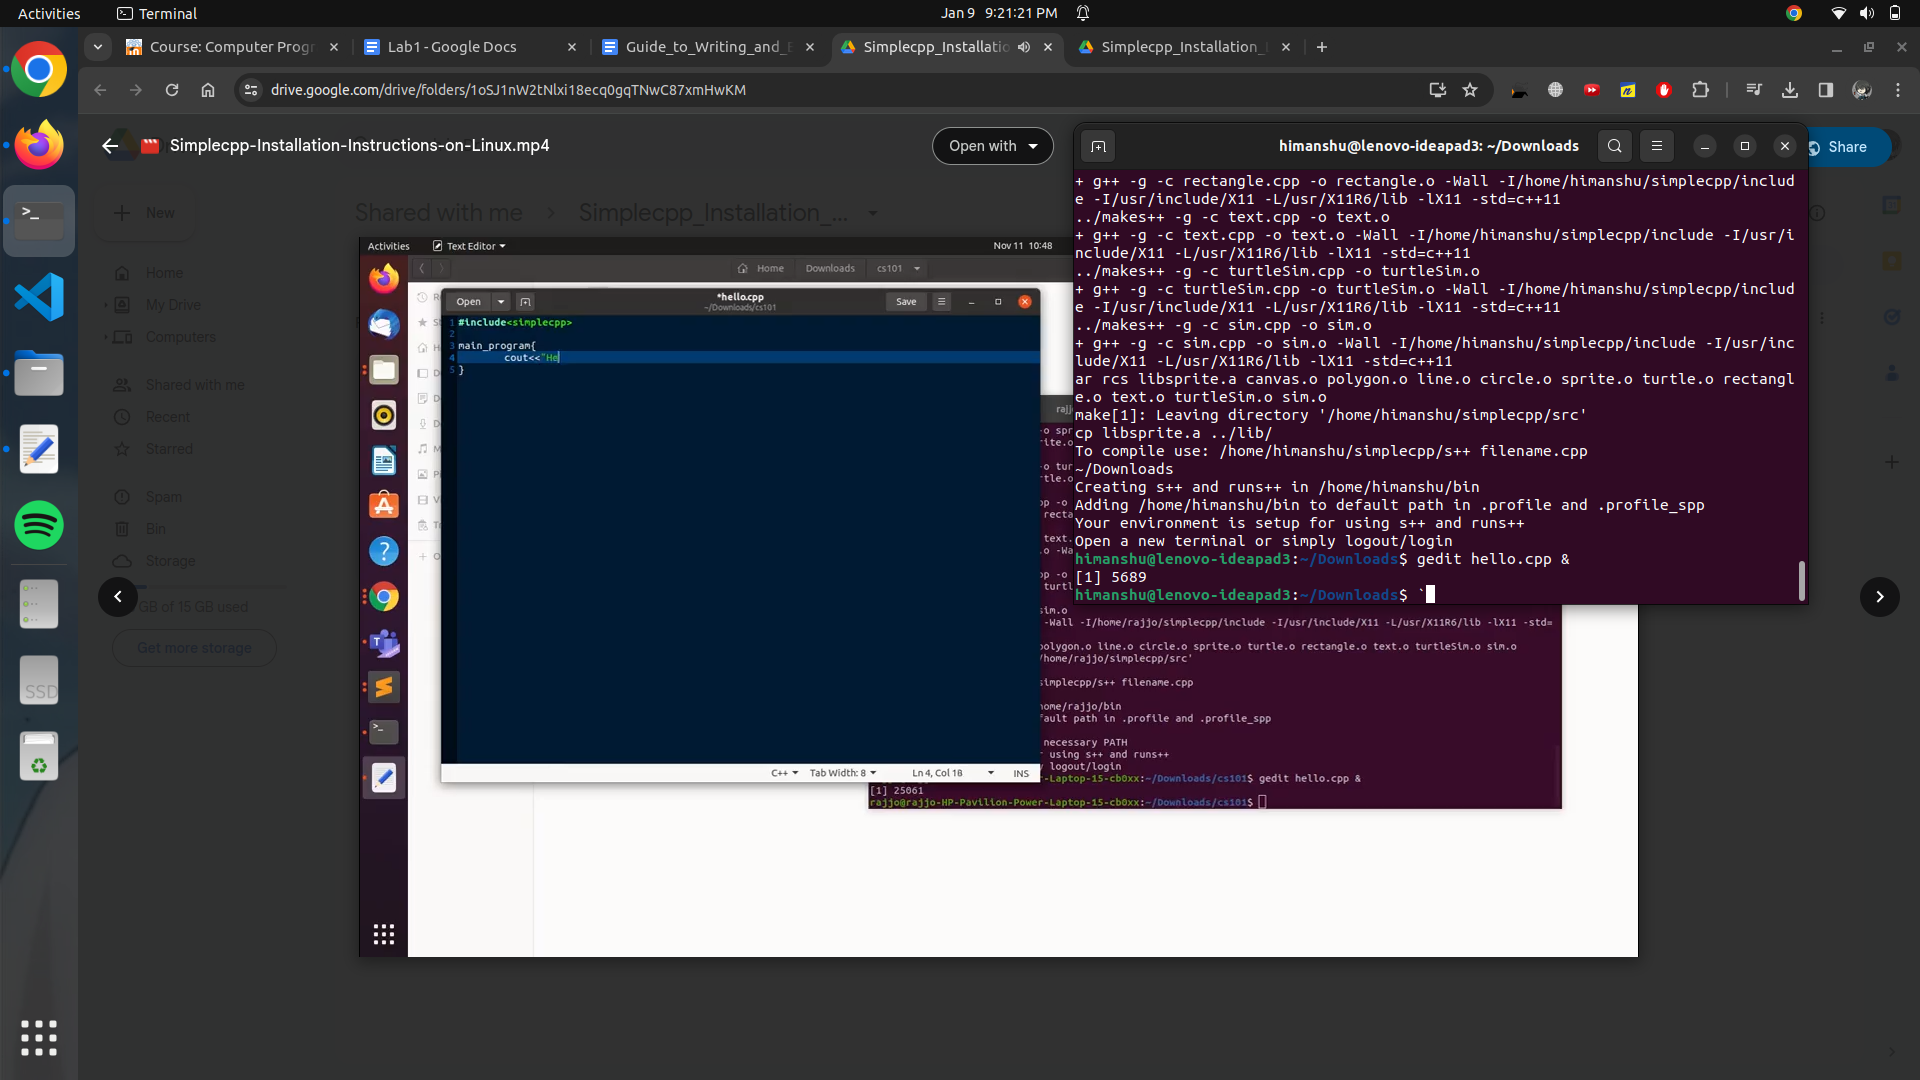 Activities
Terminal
Jan 9 9:21:21 PM
Course: Computer Progr
Lab1 - Google Docs
Guide_to_Writing_and_E
Simplecpp_Installatio
Simplecpp_Installation_
drive.google.com/drive/folders/1oSJ1nW2tNlxi18ecq0gqTNwC87xmHwKM
Simplecpp-Installation-Instructions-on-Linux.mp4
Open with
Share
New
Shared with me
Simplecpp_Installation_...
Home
My Drive
Computers
Shared with me
Recent
Starred
Spam
Bin
Storage
GB of 15 GB used
Get more storage
SSD
himanshu@lenovo-ideapad3: ~/Downloads
+ g++ -g -c rectangle.cpp -o rectangle.o -Wall -I/home/himanshu/simplecpp/includ
e -I/usr/include/X11 -L/usr/X11R6/lib -lX11 -std=c++11
../makes++ -g -c text.cpp -o text.o
+ g++ -g -c text.cpp -o text.o -Wall -I/home/himanshu/simplecpp/include -I/usr/i
nclude/X11 -L/usr/X11R6/lib -lX11 -std=c++11
../makes++ -g -c turtleSim.cpp -o turtleSim.o
+ g++ -g -c turtleSim.cpp -o turtleSim.o -Wall -I/home/himanshu/simplecpp/includ
e -I/usr/include/X11 -L/usr/X11R6/lib -lX11 -std=c++11
../makes++ -g -c sim.cpp -o sim.o
+ g++ -g -c sim.cpp -o sim.o -Wall -I/home/himanshu/simplecpp/include -I/usr/inc
lude/X11 -L/usr/X11R6/lib -lX11 -std=c++11
ar rcs libsprite.a canvas.o polygon.o line.o circle.o sprite.o turtle.o rectangl
e.o text.o turtleSim.o sim.o
make[1]: Leaving directory '/home/himanshu/simplecpp/src'
cp libsprite.a ../lib/
To compile use: /home/himanshu/simplecpp/s++ filename.cpp
~/Downloads
Creating s++ and runs++ in /home/himanshu/bin
Adding /home/himanshu/bin to default path in .profile and .profile_spp
Your environment is setup for using s++ and runs++
Open a new terminal or simply logout/login
himanshu@lenovo-ideapad3:~/Downloads$ gedit hello.cpp &
[1] 5689
himanshu@lenovo-ideapad3:~/Downloads$ `
Activities
Text Editor
Nov 11 10:48
Home
Downloads
cs101
Open
*hello.cpp
~/Downloads/cs101
Save
1 #include<simplecpp>
2
3 main_program{
4 cout<<"He
5 }
C++
Tab Width: 8
Ln 4, Col 18
INS
-Wall -I/home/rajjo/simplecpp/include -I/usr/include/X11 -L/usr/X11R6/lib -lX11 -std=
polygon.o line.o circle.o sprite.o turtle.o rectangle.o text.o turtleSim.o sim.o
/home/rajjo/simplecpp/src'
simplecpp/s++ filename.cpp
home/rajjo/bin
fault path in .profile and .profile_spp
necessary PATH
using s++ and runs++
logout/login
-Laptop-15-cb0xx:~/Downloads/cs101$ gedit hello.cpp &
[1] 25061
rajjo@rajjo-HP-Pavilion-Power-Laptop-15-cb0xx:~/Downloads/cs101$